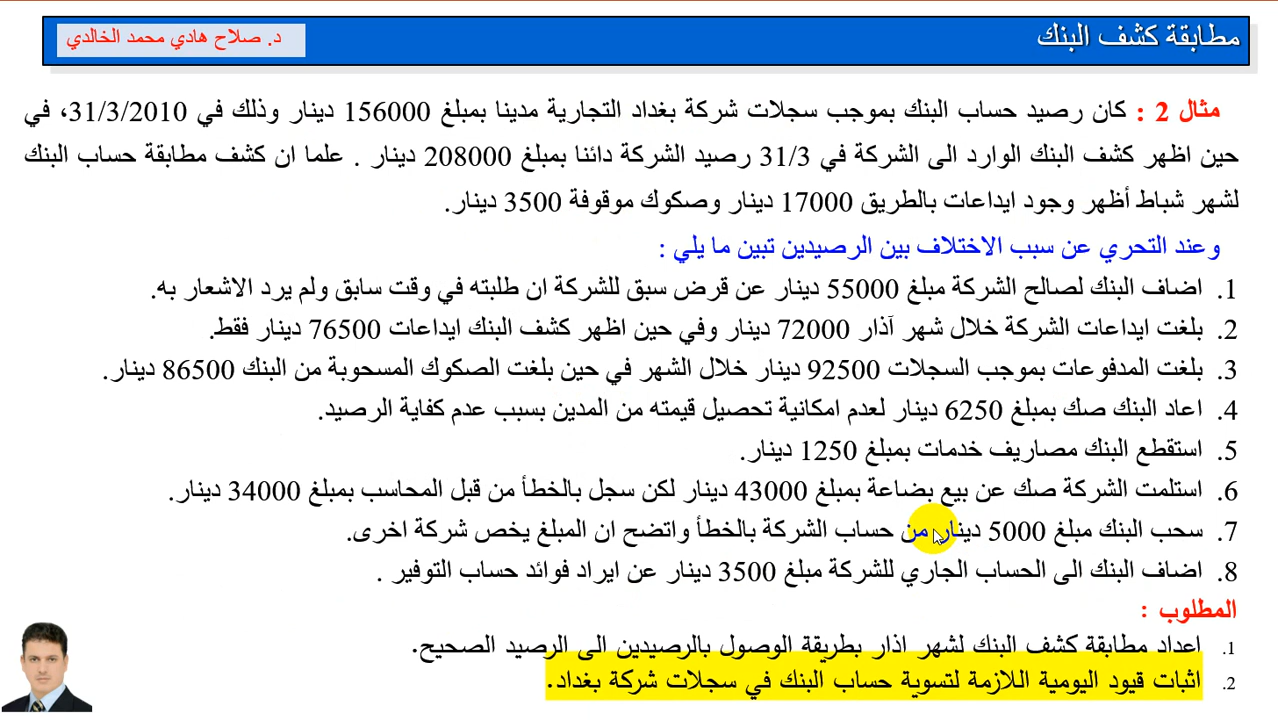 مطابقة كشف البنك
د. صلاح هادي محمد الخالدي
مثال 2 : كان رصيد حساب البنك بموجب سجلات شركة بغداد التجارية مدينا بمبلغ 156000 دينار وذلك في 31/3/2010، في
حين اظهر كشف البنك الوارد الى الشركة في 31/3 رصيد الشركة دائنا بمبلغ 208000 دينار . علما ان كشف مطابقة حساب البنك
لشهر شباط أظهر وجود ايداعات بالطريق 17000 دينار وصكوك موقوفة 3500 دينار.
وعند التحري عن سبب الاختلاف بين الرصيدين تبين ما يلي :
1. اضاف البنك لصالح الشركة مبلغ 55000 دينار عن قرض سبق للشركة ان طلبته في وقت سابق ولم يرد الاشعار به.
2. بلغت ايداعات الشركة خلال شهر آذار 72000 دينار وفي حين اظهر كشف البنك ايداعات 76500 دينار فقط.
3. بلغت المدفوعات بموجب السجلات 92500 دينار خلال الشهر في حين بلغت الصكوك المسحوبة من البنك 86500 دينار.
4. اعاد البنك صك بمبلغ 6250 دينار لعدم امكانية تحصيل قيمته من المدين بسبب عدم كفاية الرصيد.
5. استقطع البنك مصاريف خدمات بمبلغ 1250 دينار.
6. استلمت الشركة صك عن بيع بضاعة بمبلغ 43000 دينار لكن سجل بالخطأ من قبل المحاسب بمبلغ 34000 دينار.
7. سحب البنك مبلغ 5000 دينار من حساب الشركة بالخطأ واتضح ان المبلغ يخص شركة اخرى.
8. اضاف البنك الى الحساب الجاري للشركة مبلغ 3500 دينار عن ايراد فوائد حساب التوفير .
المطلوب :
1. اعداد مطابقة كشف البنك لشهر اذار بطريقة الوصول بالرصيدين الى الرصيد الصحيح.
2. اثبات قيود اليومية اللازمة لتسوية حساب البنك في سجلات شركة بغداد.